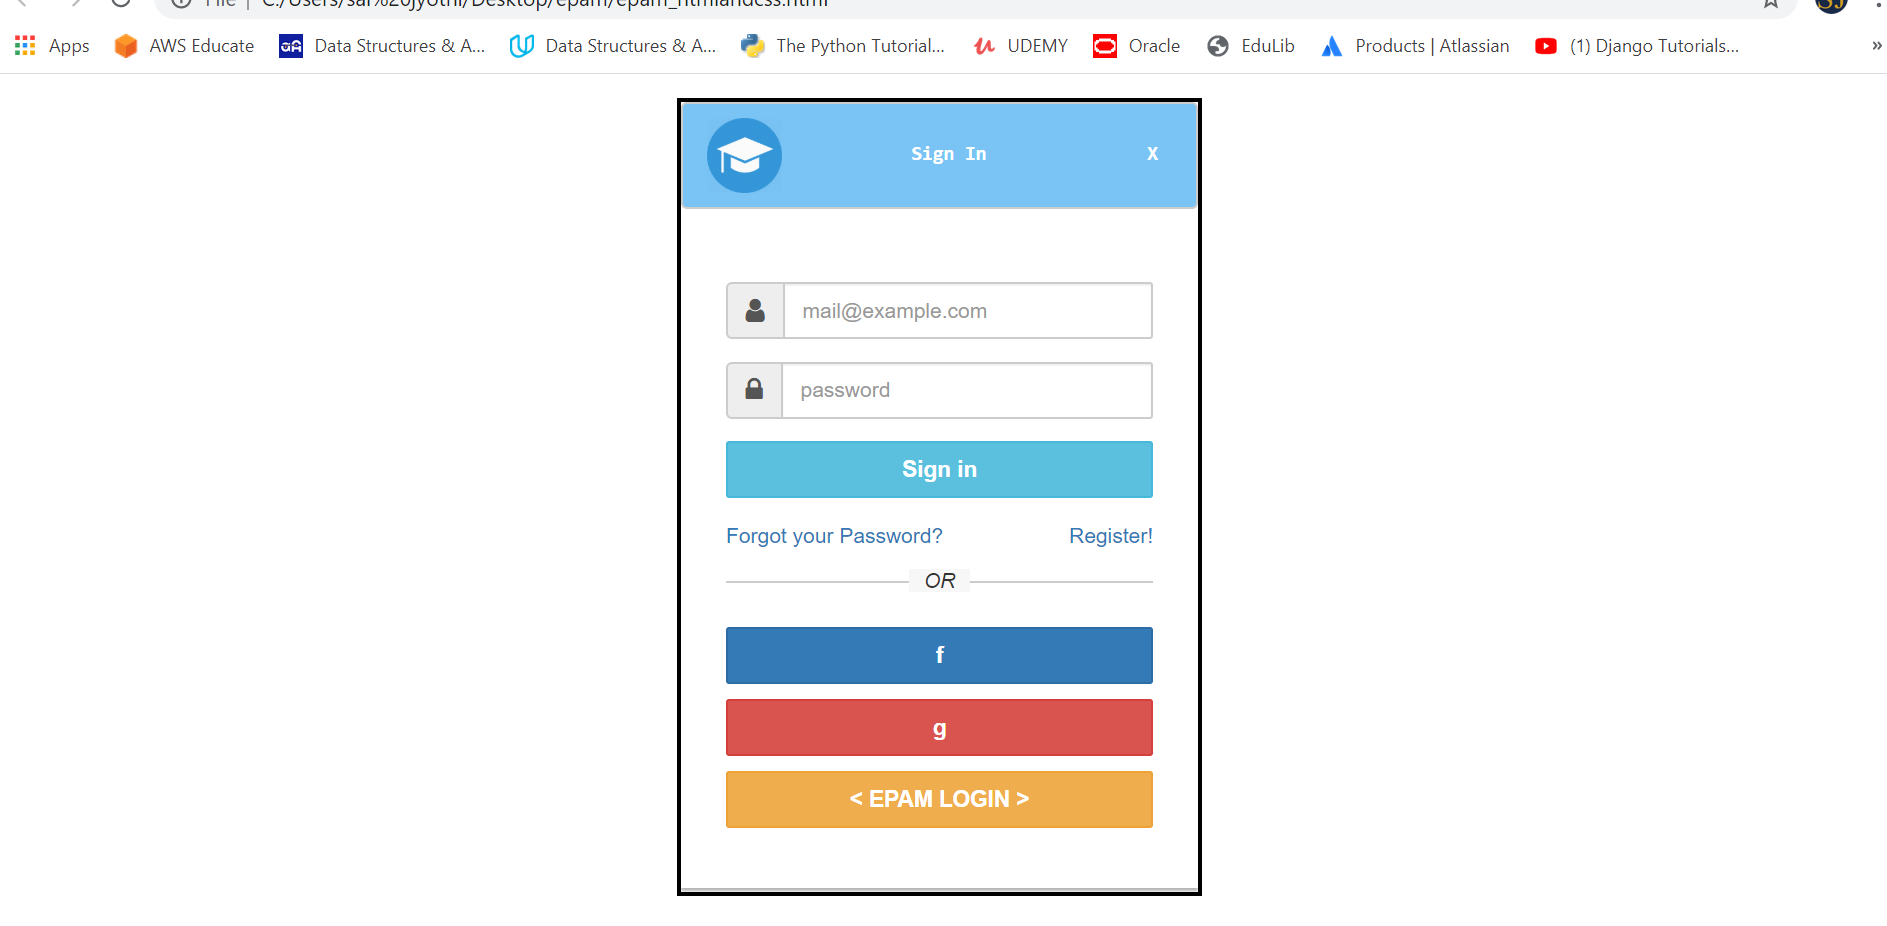 File | C:/Users/sai%20jyothi/Desktop/epam/epam_htmlandcss.html
Apps AWS Educate Data Structures & A... Data Structures & A... The Python Tutorial... UDEMY Oracle EduLib Products | Atlassian (1) Django Tutorials... »
Sign In X
mail@example.com
password
Sign in
Forgot your Password? Register!
OR
f
g
< EPAM LOGIN >